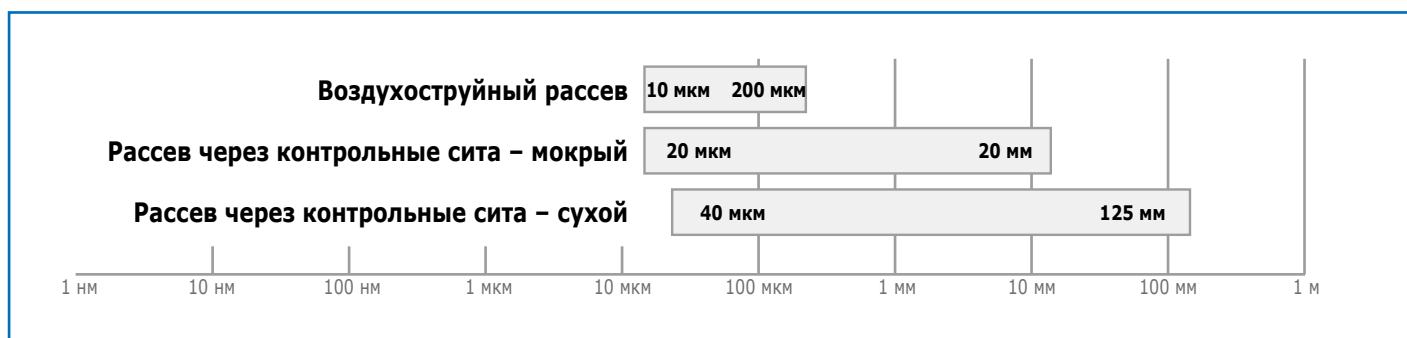 Воздухоструйный рассев 10 мкм 200 мкм
Рассев через контрольные сита – мокрый 20 мкм 20 мм
Рассев через контрольные сита – сухой 40 мкм 125 мм
1 нм 10 нм 100 нм 1 мкм 10 мкм 100 мкм 1 мм 10 мм 100 мм 1 м